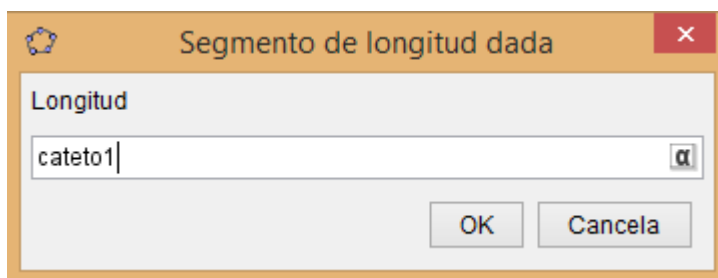 Segmento de longitud dada
×
Longitud
cateto1
α
OK Cancela